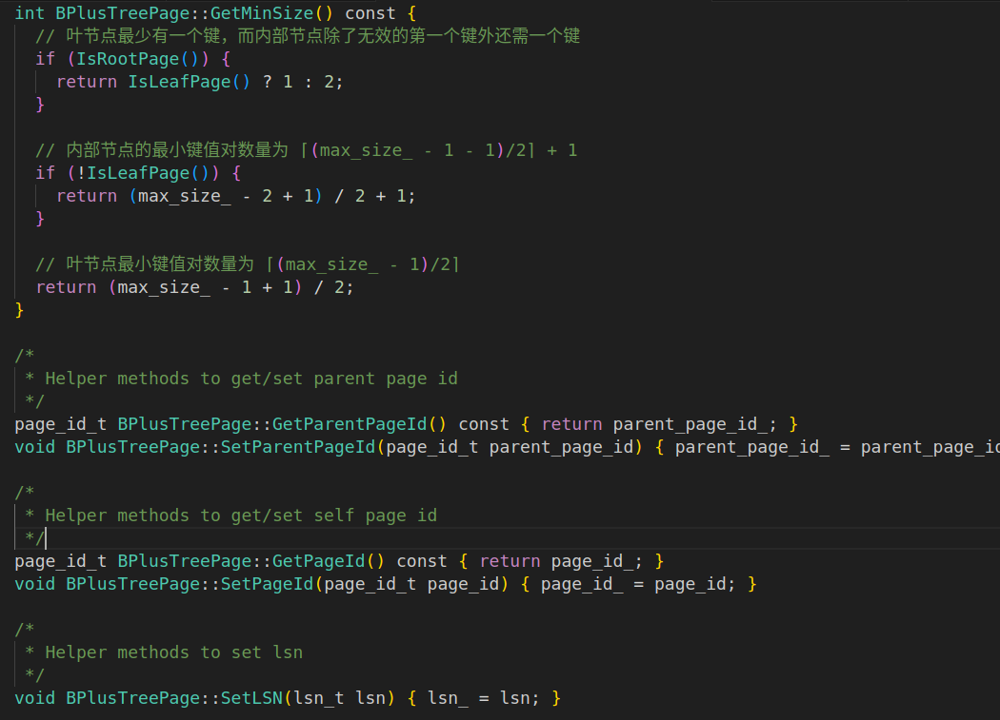 int BPlusTreePage::GetMinSize() const {
// 叶节点最少有一个键，而内部节点除了无效的第一个键外还需一个键
if (IsRootPage()) {
return IsLeafPage() ? 1 : 2;
}
// 内部节点的最小键值对数量为 ⌈(max_size_ - 1 - 1)/2⌉ + 1
if (!IsLeafPage()) {
return (max_size_ - 2 + 1) / 2 + 1;
}
// 叶节点最小键值对数量为 ⌈(max_size_ - 1)/2⌉
return (max_size_ - 1 + 1) / 2;
}
/*
* Helper methods to get/set parent page id
*/
page_id_t BPlusTreePage::GetParentPageId() const { return parent_page_id_; }
void BPlusTreePage::SetParentPageId(page_id_t parent_page_id) { parent_page_id_ = parent_page_id
/*
* Helper methods to get/set self page id
*/
page_id_t BPlusTreePage::GetPageId() const { return page_id_; }
void BPlusTreePage::SetPageId(page_id_t page_id) { page_id_ = page_id; }
/*
* Helper methods to set lsn
*/
void BPlusTreePage::SetLSN(lsn_t lsn) { lsn_ = lsn; }